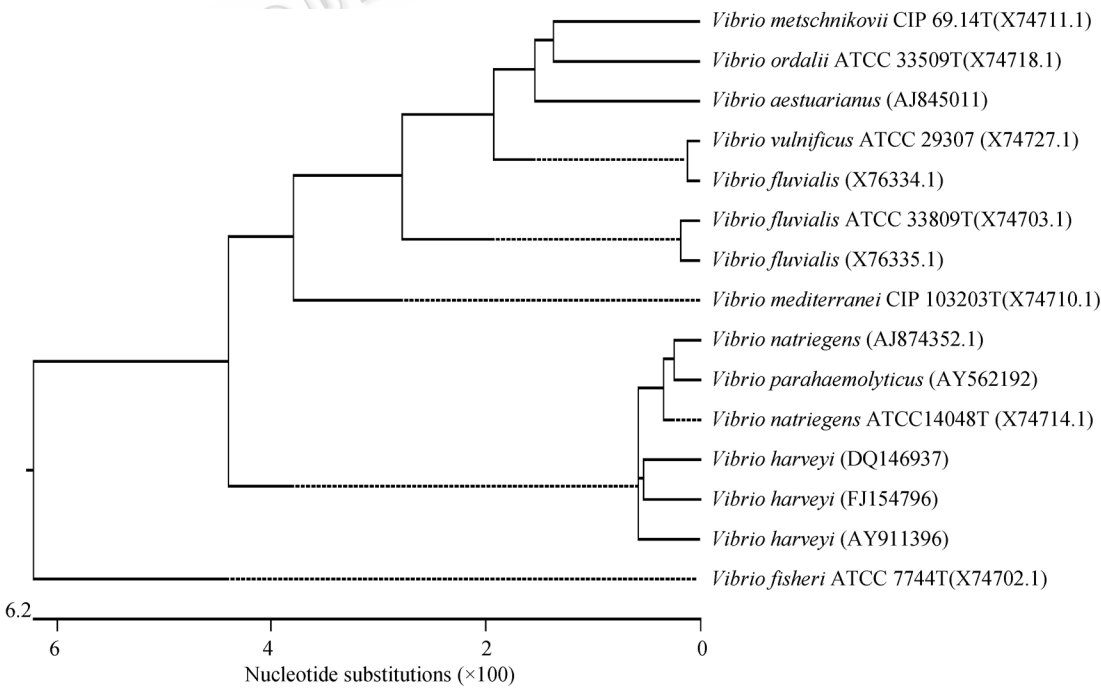 Vibrio metschnikovii CIP 69.14T(X74711.1)
Vibrio ordalii ATCC 33509T(X74718.1)
Vibrio aestuarianus (AJ845011)
Vibrio vulnificus ATCC 29307 (X74727.1)
Vibrio fluvialis (X76334.1)
Vibrio fluvialis ATCC 33809T(X74703.1)
Vibrio fluvialis (X76335.1)
Vibrio mediterranei CIP 103203T(X74710.1)
Vibrio natriegens (AJ874352.1)
Vibrio parahaemolyticus (AY562192)
Vibrio natriegens ATCC14048T (X74714.1)
Vibrio harveyi (DQ146937)
Vibrio harveyi (FJ154796)
Vibrio harveyi (AY911396)
Vibrio fisheri ATCC 7744T(X74702.1)
6.2
6 4 2 0
Nucleotide substitutions (×100)